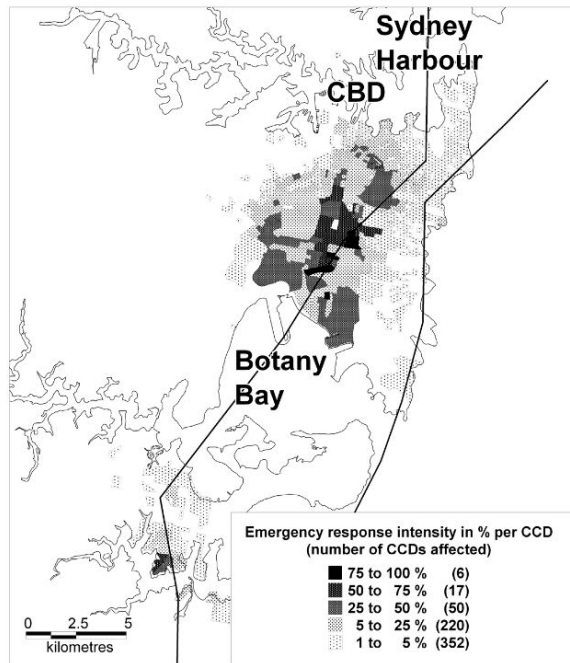 Sydney
Harbour
CBD
Botany
Bay
Emergency response intensity in % per CCD
(number of CCDs affected)
75 to 100 % (6)
50 to 75 % (17)
25 to 50 % (50)
5 to 25 % (220)
1 to 5 % (352)
0 2.5 5
kilometres